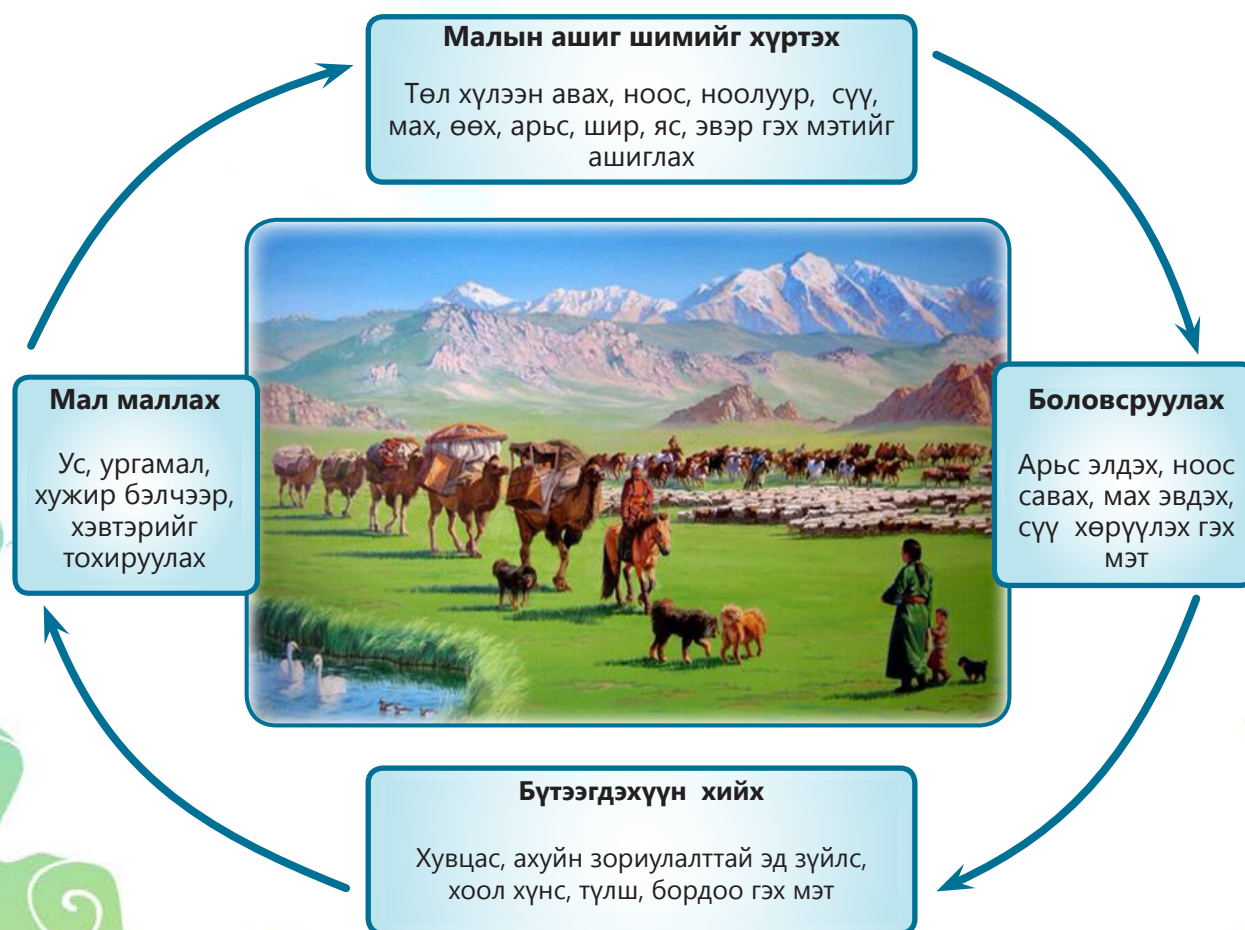 Малын ашиг шимийг хүртэх
Төл хүлээн авах, ноос, ноолуур, сүү,
мах, өөх, арьс, шир, яс, эвэр гэх мэтийг
ашиглах
Мал маллах
Ус, ургамал,
хужир бэлчээр,
хэвтэрийг
тохируулах
Боловсруулах
Арьс элдэх, ноос
савах, мах эвдэх,
сүү хөрүүлэх гэх
мэт
Бүтээгдэхүүн хийх
Хувцас, ахуйн зориулалттай эд зүйлс,
хоол хүнс, түлш, бордоо гэх мэт